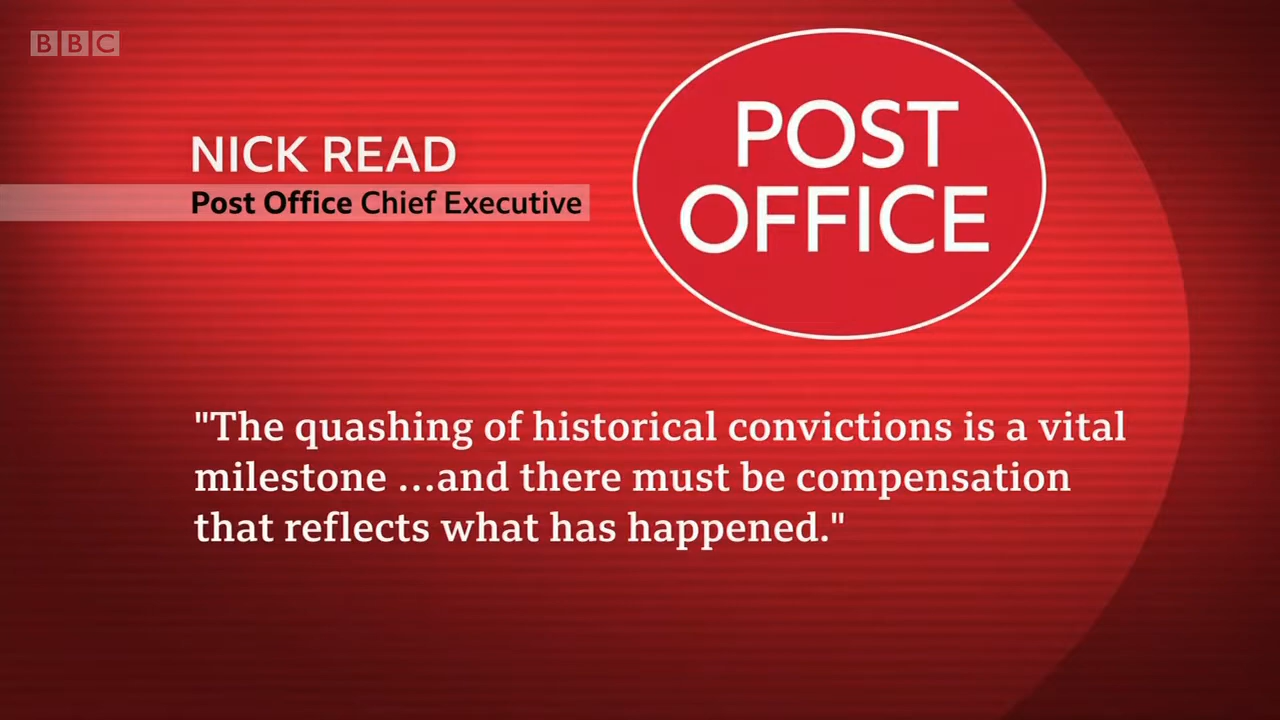 BBC
NICK READ
Post Office Chief Executive
POST
OFFICE
"The quashing of historical convictions is a vital
milestone ...and there must be compensation
that reflects what has happened."